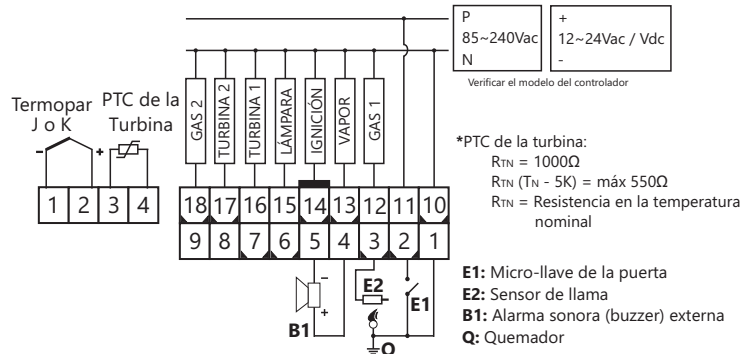 P
85~240Vac
N
+
12~24Vac / Vdc
-
Verificar el modelo del controlador
Termopar
J o K
- +
PTC de la
Turbina
1 2 3 4
GAS 2
TURBINA 2
TURBINA 1
LÁMPARA
IGNICIÓN
VAPOR
GAS 1
18 17 16 15 14 13 12 11 10
9 8 7 6 5 4 3 2 1
*PTC de la turbina:
RTN = 1000Ω
RTN (TN - 5K) = máx 550Ω
RTN = Resistencia en la temperatura
nominal
-
+
B1
E2
E1
Q
E1: Micro-llave de la puerta
E2: Sensor de llama
B1: Alarma sonora (buzzer) externa
Q: Quemador